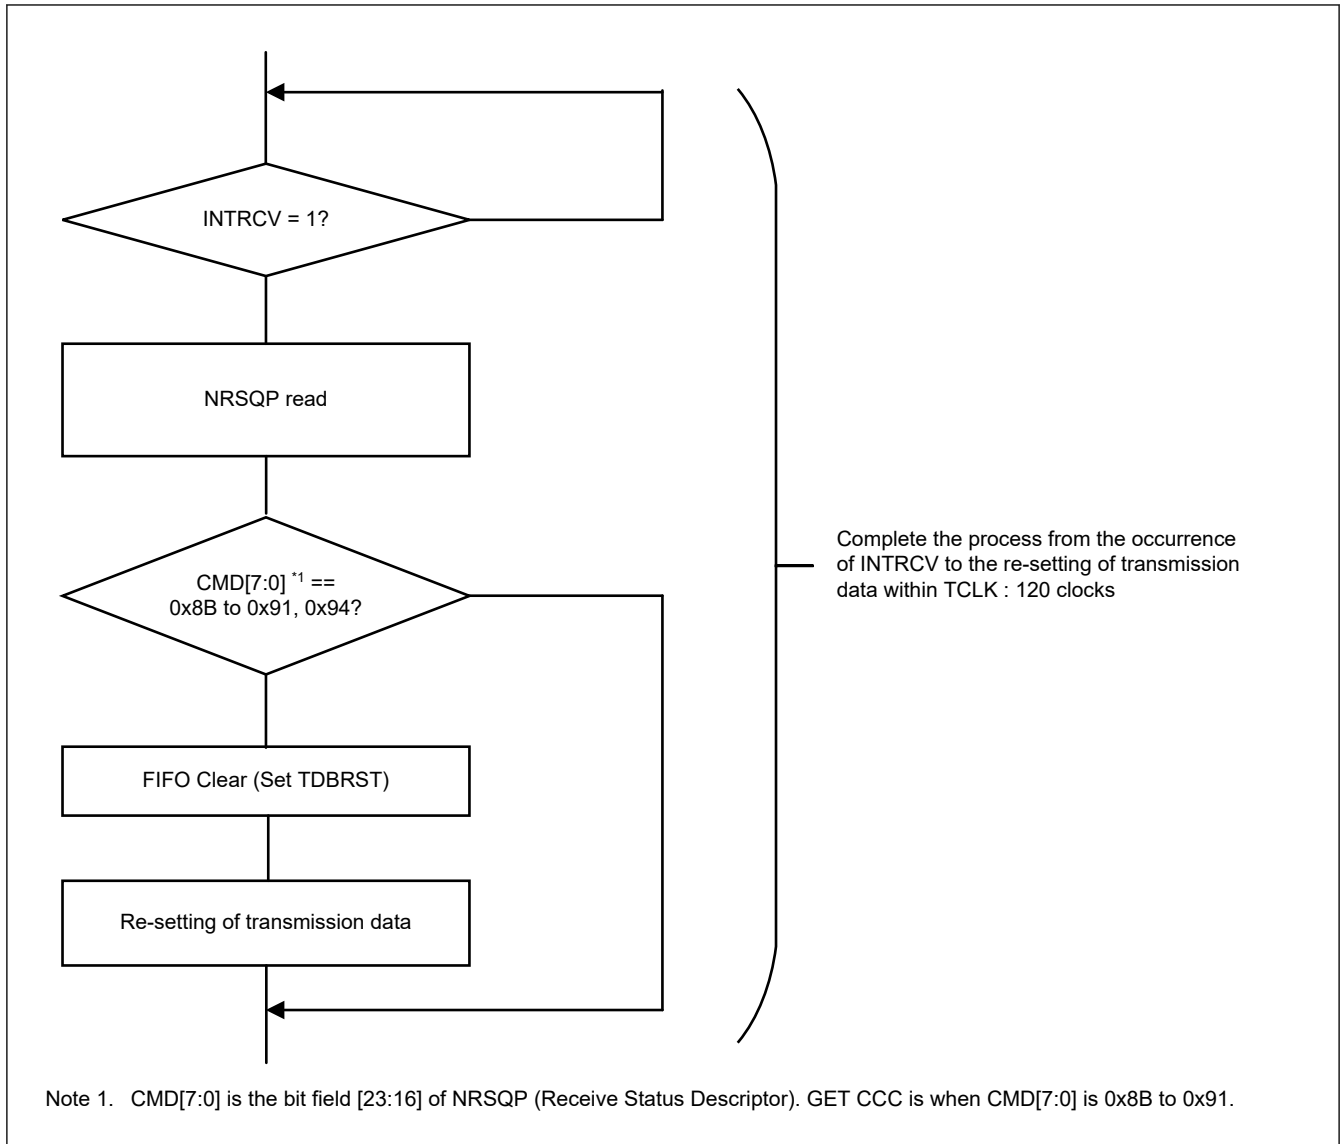 INTRCV = 1?
NRSQP read
CMD[7:0] *1 ==
0x8B to 0x91, 0x94?
Complete the process from the occurrence
of INTRCV to the re-setting of transmission
data within TCLK : 120 clocks
FIFO Clear (Set TDBRST)
Re-setting of transmission data
Note 1. CMD[7:0] is the bit field [23:16] of NRSQP (Receive Status Descriptor). GET CCC is when CMD[7:0] is 0x8B to 0x91.